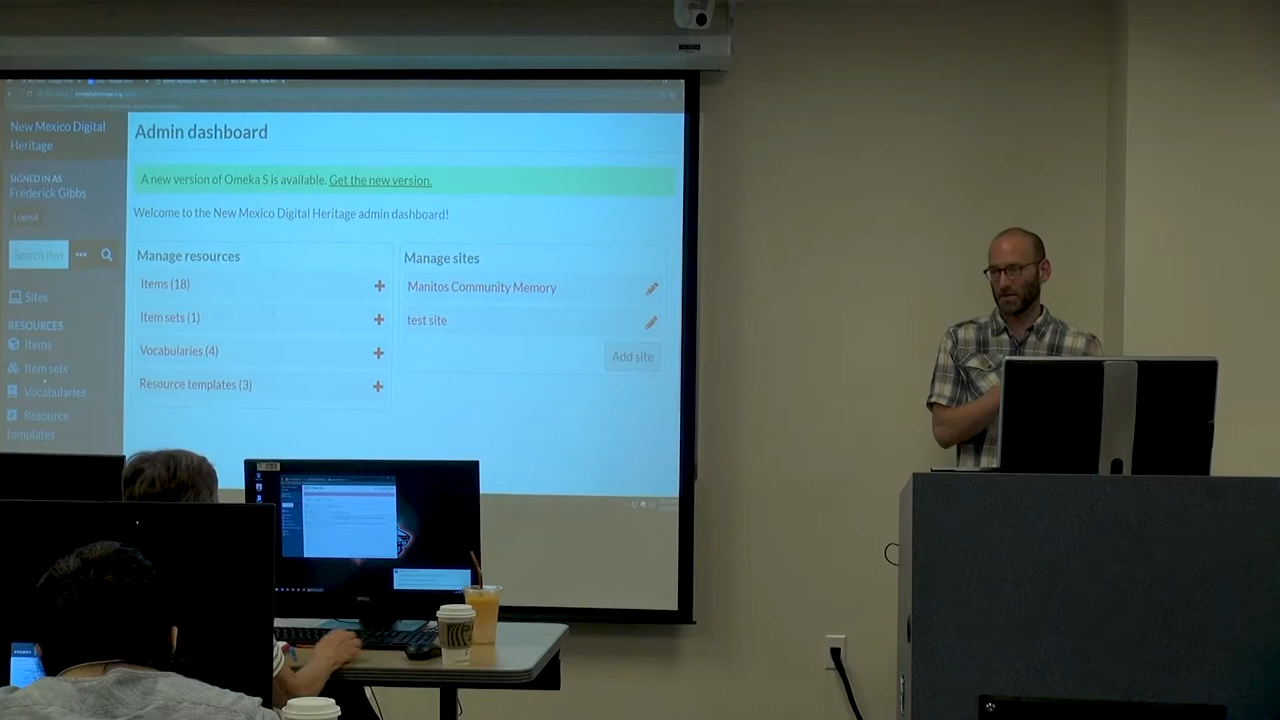 New Mexico Digital
Heritage
SIGNED IN AS
Frederick Gibbs
Logout
Search item
Sites
RESOURCES
Items
Item sets
Vocabularies
Resource
templates
Admin dashboard
A new version of Omeka S is available. Get the new version.
Welcome to the New Mexico Digital Heritage admin dashboard!
Manage resources
Items (18)
Item sets (1)
Vocabularies (4)
Resource templates (3)
Manage sites
Manitos Community Memory
test site
Add site
DELL